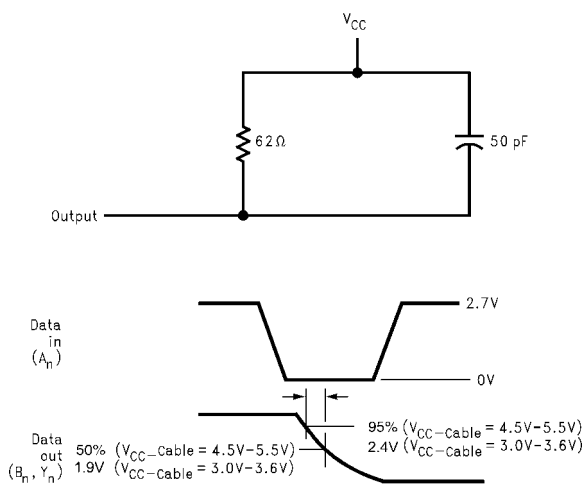 VCC
62Ω
50 pF
Output
2.7V
Data
in
(An)
0V
95% (VCC-Cable = 4.5V-5.5V)
2.4V (VCC-Cable = 3.0V-3.6V)
Data
out
(Bn, Yn)
50% (VCC-Cable = 4.5V-5.5V)
1.9V (VCC-Cable = 3.0V-3.6V)